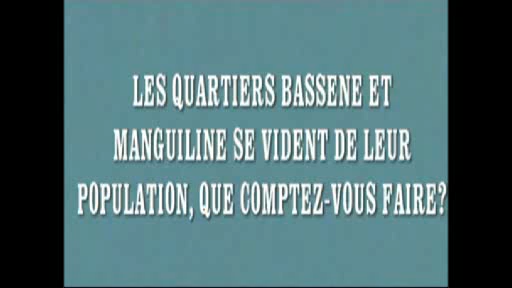 LES QUARTIERS BASSENE ET
MANGUILINE SE VIDENT DE LEUR
POPULATION, QUE COMPTEZ-VOUS FAIRE?